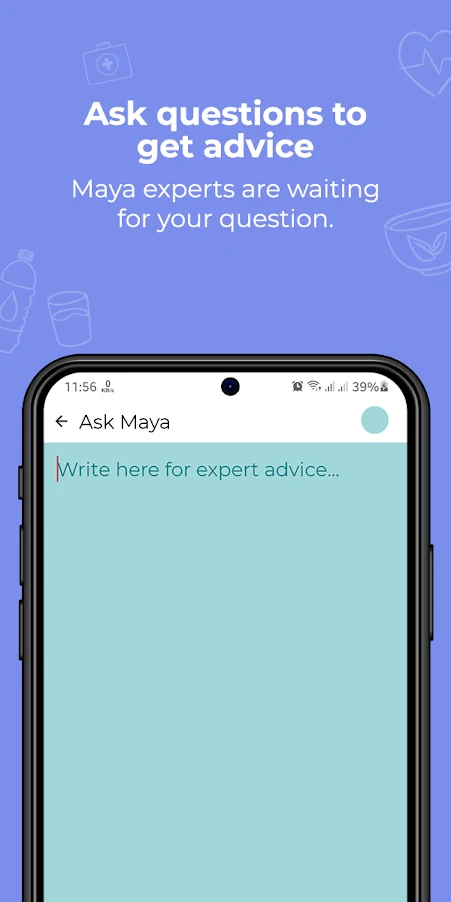 Ask questions to
get advice
Maya experts are waiting
for your question.
11:56 0 KB/s 39%
Ask Maya
Write here for expert advice...